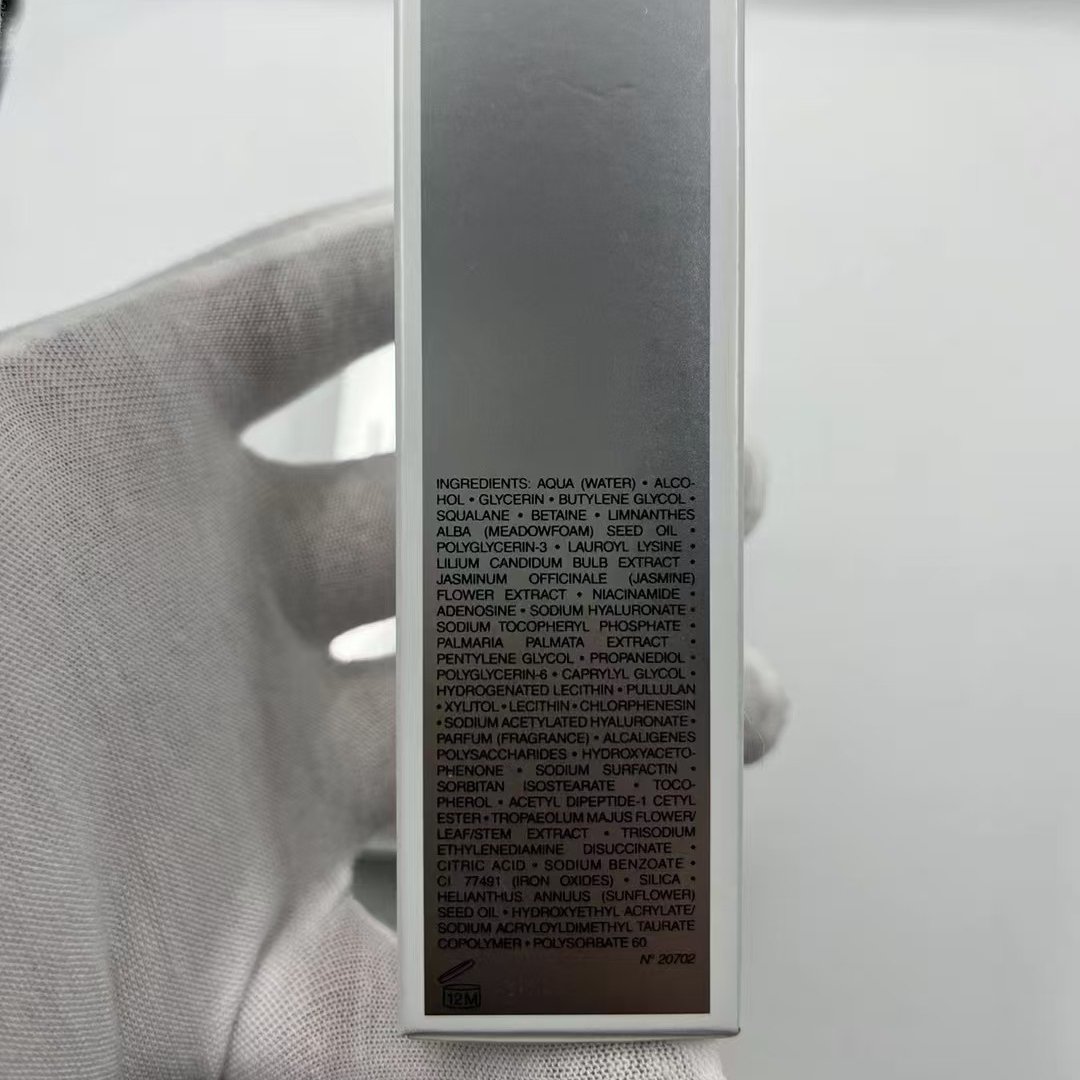 INGREDIENTS: AQUA (WATER) • ALCO-
HOL • GLYCERIN • BUTYLENE GLYCOL •
SQUALANE • BETAINE • LIMNANTHES
ALBA (MEADOWFOAM) SEED OIL •
POLYGLYCERIN-3 • LAUROYL LYSINE •
LILIUM CANDIDUM BULB EXTRACT •
JASMINUM OFFICINALE (JASMINE)
FLOWER EXTRACT • NIACINAMIDE •
ADENOSINE • SODIUM HYALURONATE •
SODIUM TOCOPHERYL PHOSPHATE •
PALMARIA PALMATA EXTRACT •
PENTYLENE GLYCOL • PROPANEDIOL •
POLYGLYCERIN-6 • CAPRYLYL GLYCOL •
HYDROGENATED LECITHIN • PULLULAN
• XYLITOL • LECITHIN • CHLORPHENESIN
• SODIUM ACETYLATED HYALURONATE •
PARFUM (FRAGRANCE) • ALCALIGENES
POLYSACCHARIDES • HYDROXYACETO-
PHENONE • SODIUM SURFACTIN •
SORBITAN ISOSTEARATE • TOCO-
PHEROL • ACETYL DIPEPTIDE-1 CETYL
ESTER • TROPAEOLUM MAJUS FLOWER/
LEAF/STEM EXTRACT • TRISODIUM
ETHYLENEDIAMINE DISUCCINATE •
CITRIC ACID • SODIUM BENZOATE •
CI 77491 (IRON OXIDES) • SILICA •
HELIANTHUS ANNUUS (SUNFLOWER)
SEED OIL • HYDROXYETHYL ACRYLATE/
SODIUM ACRYLOYLDIMETHYL TAURATE
COPOLYMER • POLYSORBATE 60
N° 20702
12M